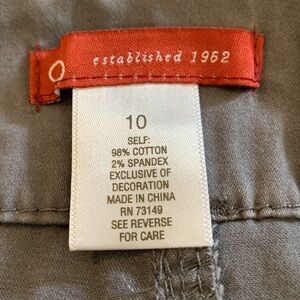 established 1962
10
SELF:
98% COTTON
2% SPANDEX
EXCLUSIVE OF
DECORATION
MADE IN CHINA
RN 73149
SEE REVERSE
FOR CARE